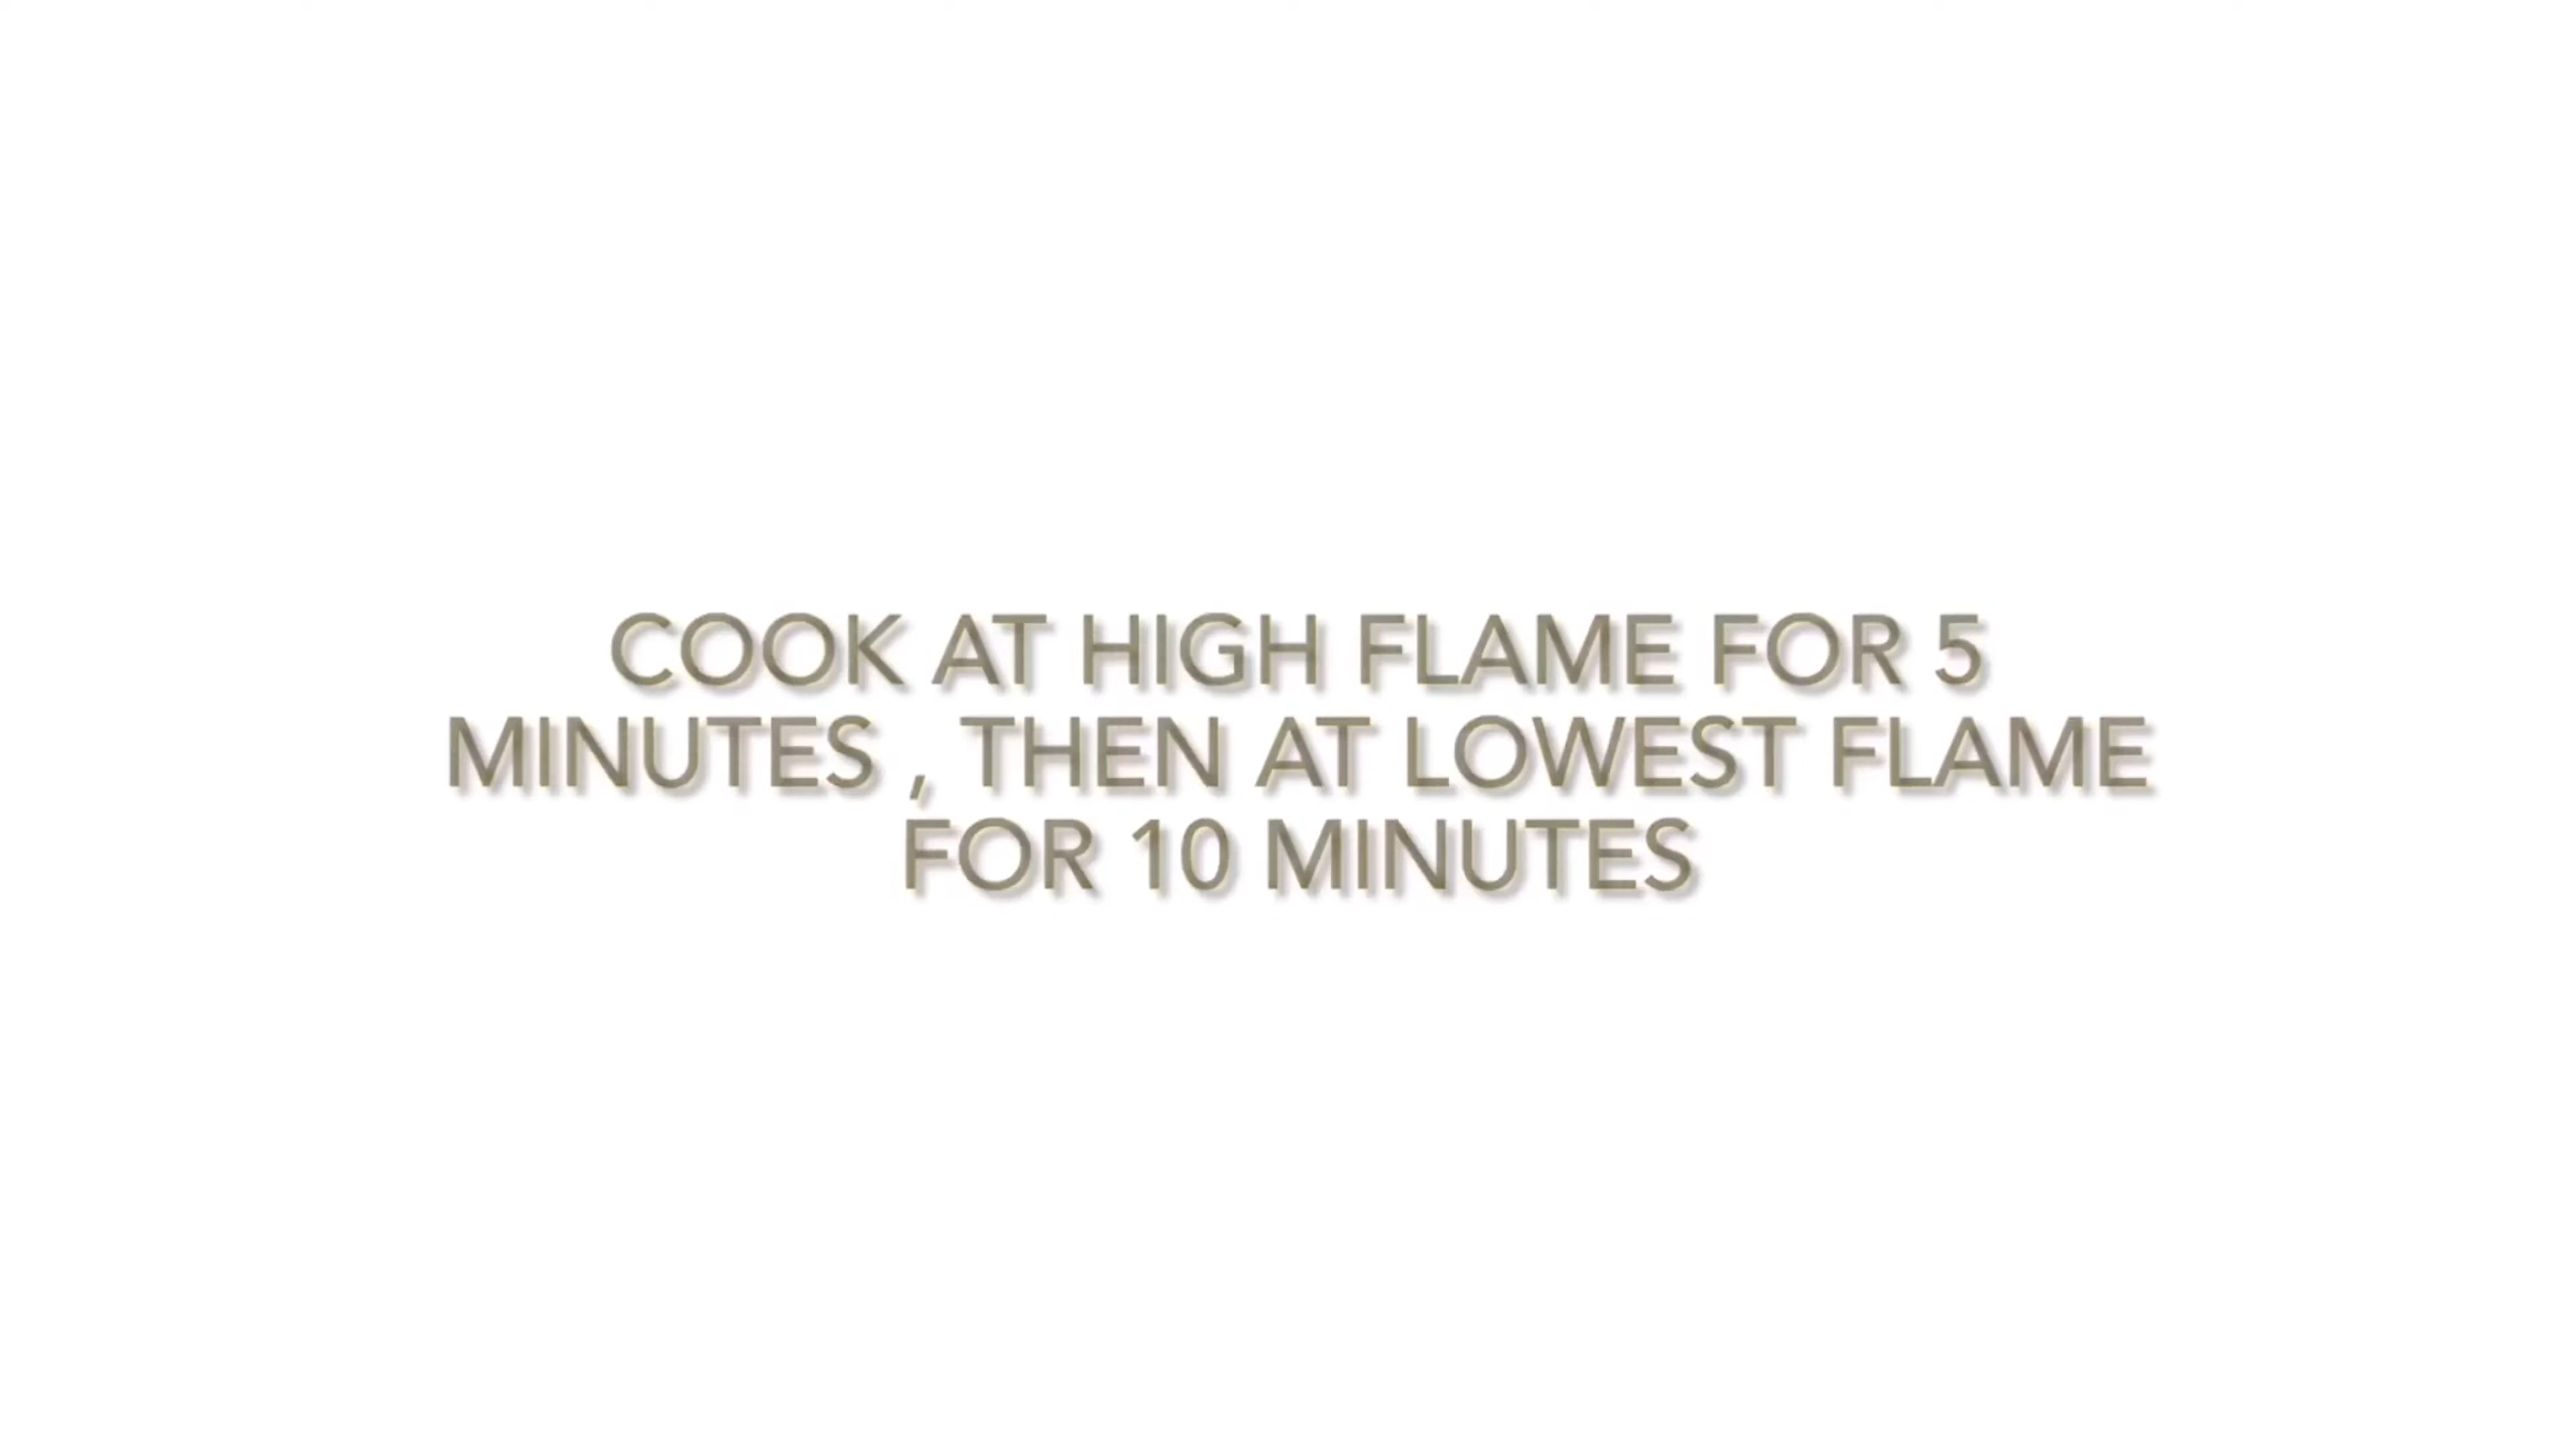 COOK AT HIGH FLAME FOR 5
MINUTES , THEN AT LOWEST FLAME
FOR 10 MINUTES